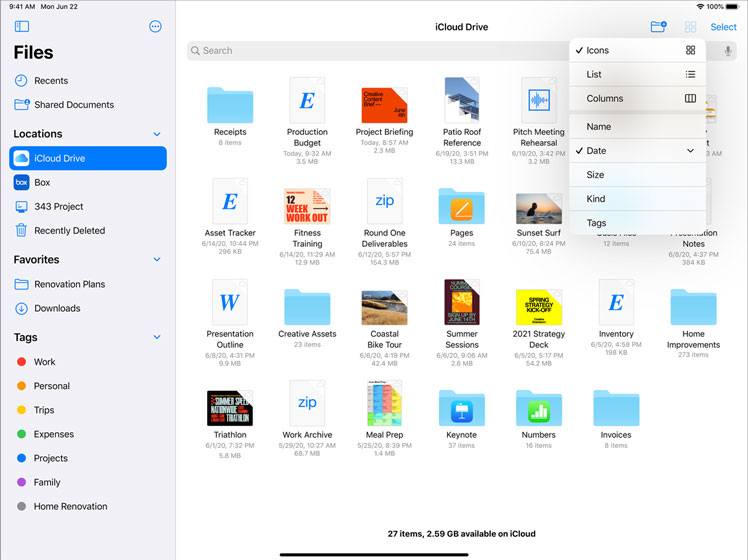 9:41 AM Mon Jun 22
100%
Files
Recents
Shared Documents
Locations
iCloud Drive
box
Box
343 Project
Recently Deleted
Favorites
Renovation Plans
Downloads
Tags
Work
Personal
Trips
Expenses
Projects
Family
Home Renovation
iCloud Drive
Select
Search
Icons
List
Columns
Name
Date
Size
Kind
Tags
Receipts
8 items
E
Production
Budget
Today, 9:32 AM
3.5 MB
Creative
Content
Brief —
June
Project Briefing
Today, 8:57 AM
2.3 MB
Patio Roof
Reference
6/19/20, 3:51 PM
13.3 MB
Pitch Meeting
Rehearsal
6/19/20, 3:42 PM
3.2 MB
E
Asset Tracker
6/14/20, 10:44 PM
296 KB
12
WEEK
WORK OUT
Fitness
Training
6/14/20, 11:29 AM
12.9 MB
zip
Round One
Deliverables
6/12/20, 5:57 PM
154.3 MB
Pages
24 items
Sunset Surf
6/10/20, 8:24 PM
75.4 MB
12 items
Presentation
Notes
6/8/20, 4:37 PM
384 KB
W
Presentation
Outline
6/8/20, 4:31 PM
9.9 MB
Creative Assets
23 items
Coastal
Bike Tour
6/6/20, 4:19 PM
42.4 MB
COURSE
SIGN UP BY
JUNE 14TH
Summer
Sessions
6/6/20, 9:06 AM
2.6 MB
SPRING
STRATEGY
KICK-OFF
2021 Strategy
Deck
6/5/20, 5:17 PM
54.2 MB
E
Inventory
6/5/20, 4:58 PM
198 KB
Home
Improvements
273 items
SUMMER SPEED
NATIONWIDE
TRIATHLON
Triathlon
6/1/20, 7:32 PM
5.8 MB
zip
Work Archive
5/29/20, 10:27 AM
68.7 MB
Meal Prep
5/25/20, 8:39 PM
1.4 MB
Keynote
37 items
Numbers
16 items
Invoices
8 items
27 items, 2.59 GB available on iCloud